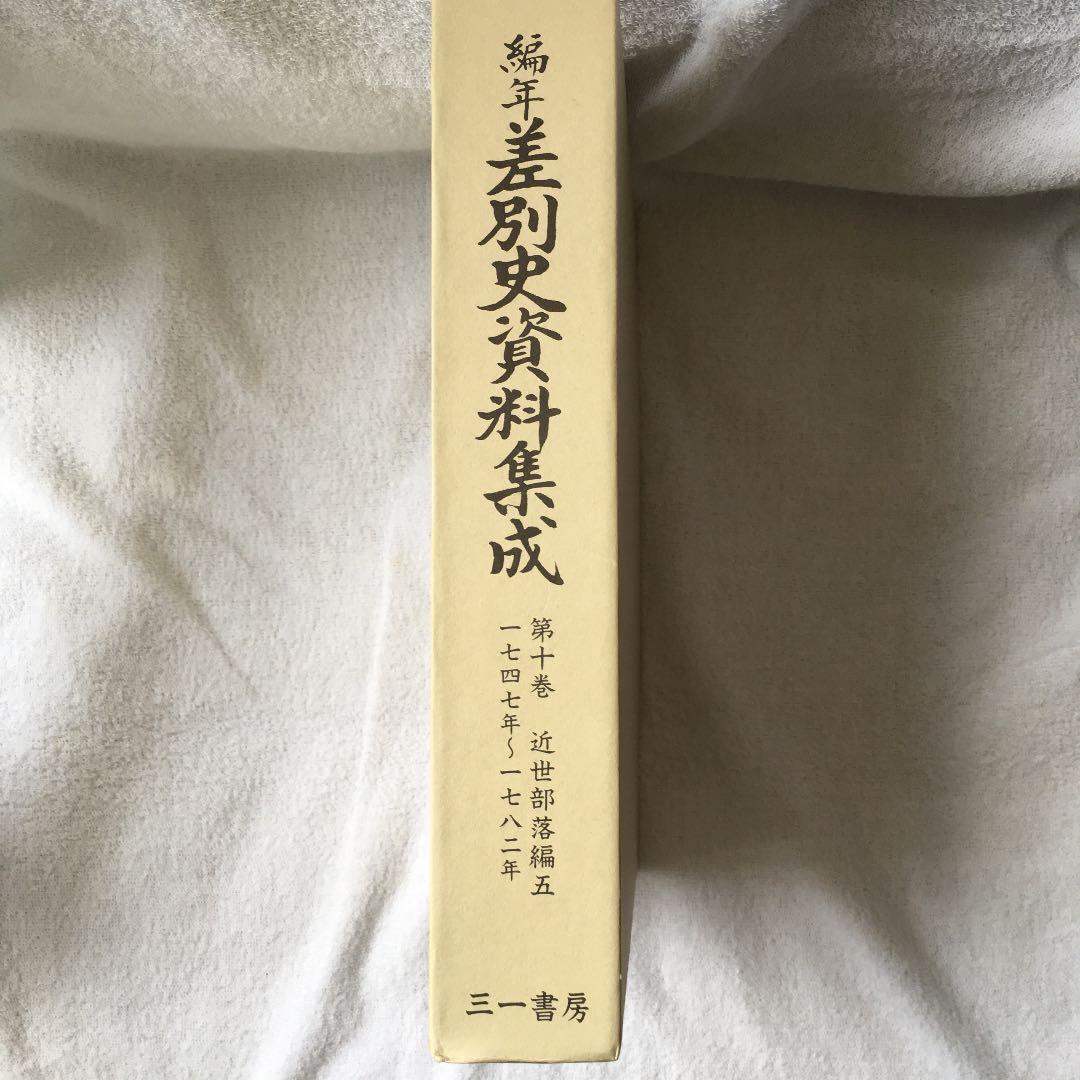 編年差別史資料集成
第十巻　近世部落編五
一七四七年〜一七八二年
三一書房